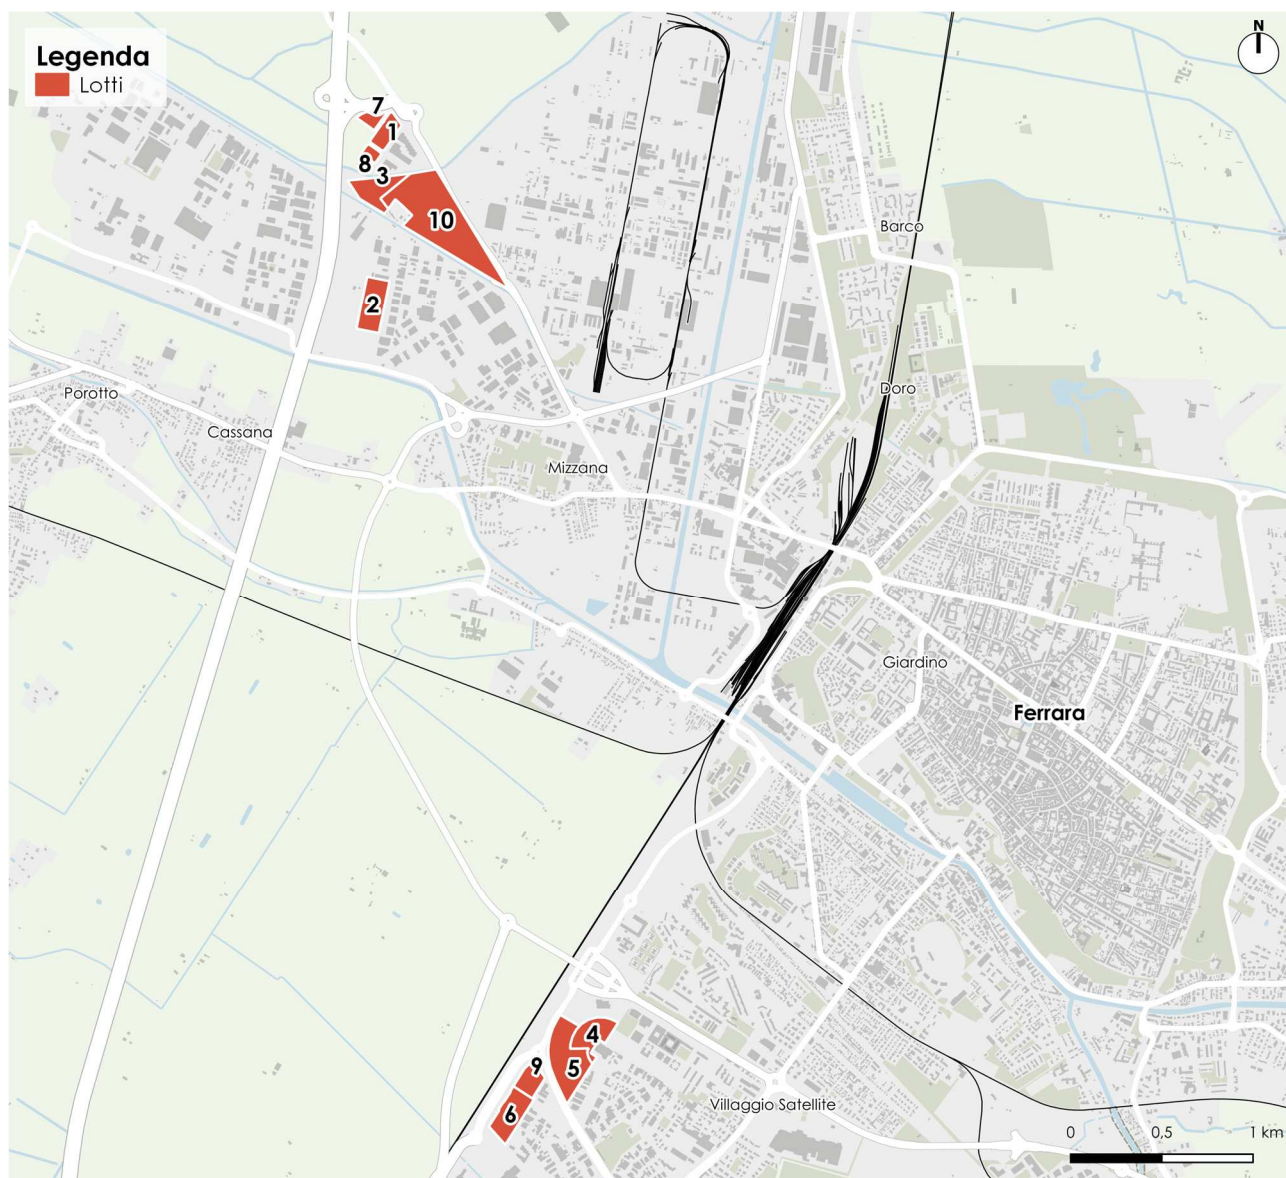 N
Legenda
Lotti
7
1
8
3
10
2
Barco
Porotto
Doro
Cassana
Mizzana
Giardino
Ferrara
4
9
5
6
Villaggio Satellite
0 0,5 1 km